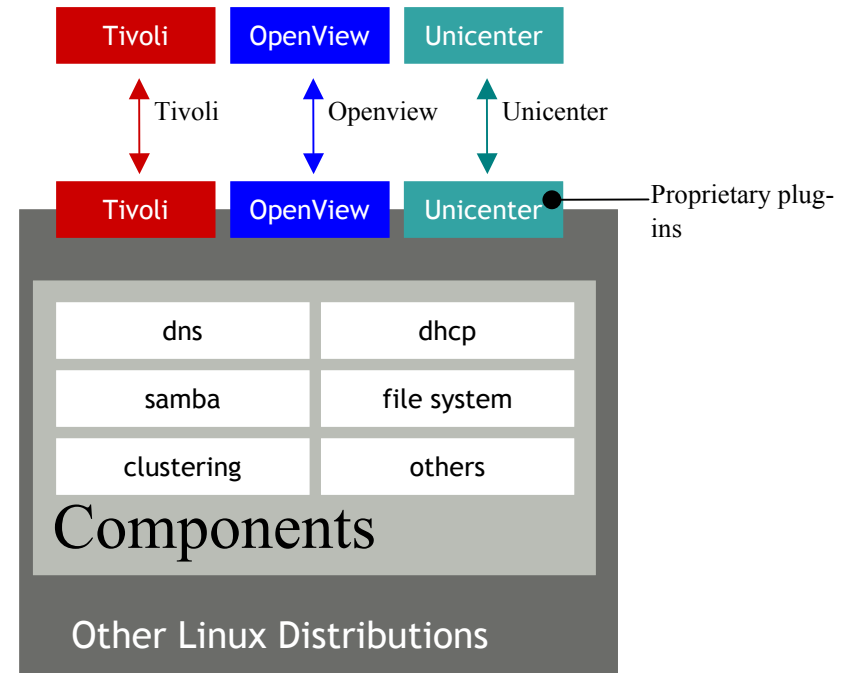 Tivoli OpenView Unicenter
Tivoli Openview Unicenter
Tivoli OpenView Unicenter
Proprietary plug-
ins
dns dhcp
samba file system
clustering others
Components
Other Linux Distributions